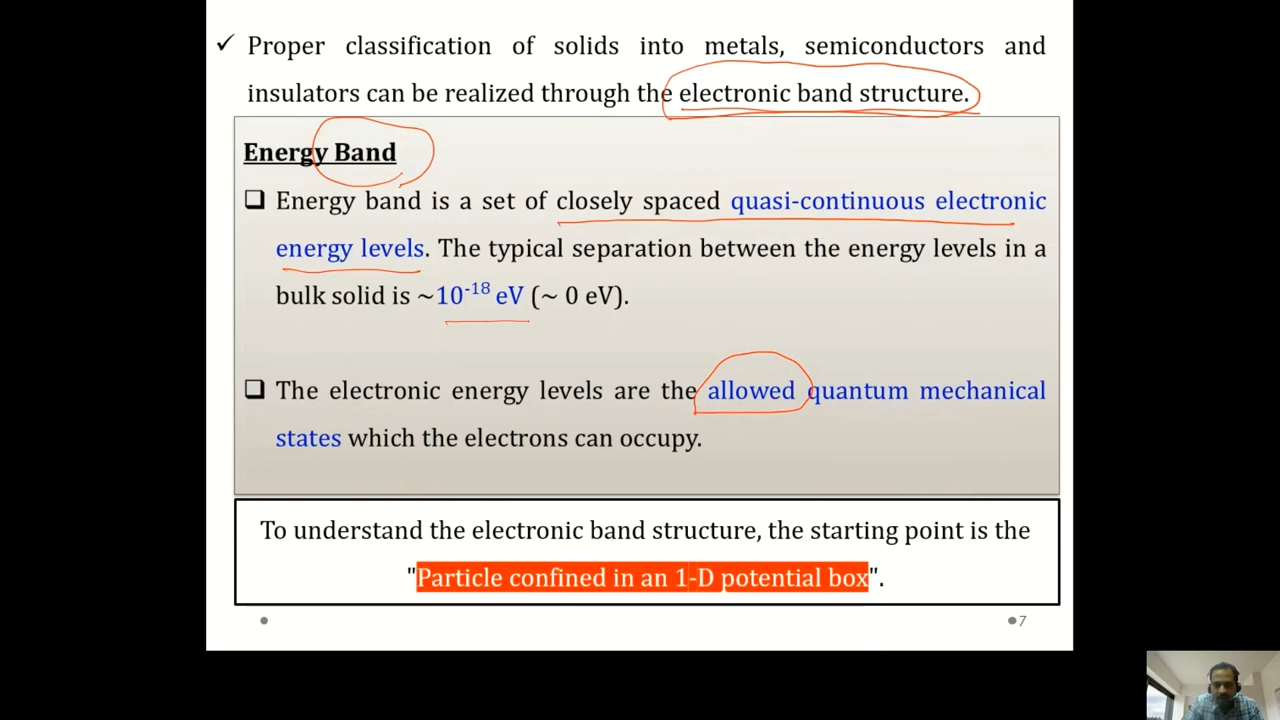 ✓ Proper classification of solids into metals, semiconductors and
insulators can be realized through the electronic band structure.
Energy Band
❑ Energy band is a set of closely spaced quasi-continuous electronic
energy levels. The typical separation between the energy levels in a
bulk solid is ~10⁻¹⁸ eV (~ 0 eV).
❑ The electronic energy levels are the allowed quantum mechanical
states which the electrons can occupy.
To understand the electronic band structure, the starting point is the
"Particle confined in an 1-D potential box".
7